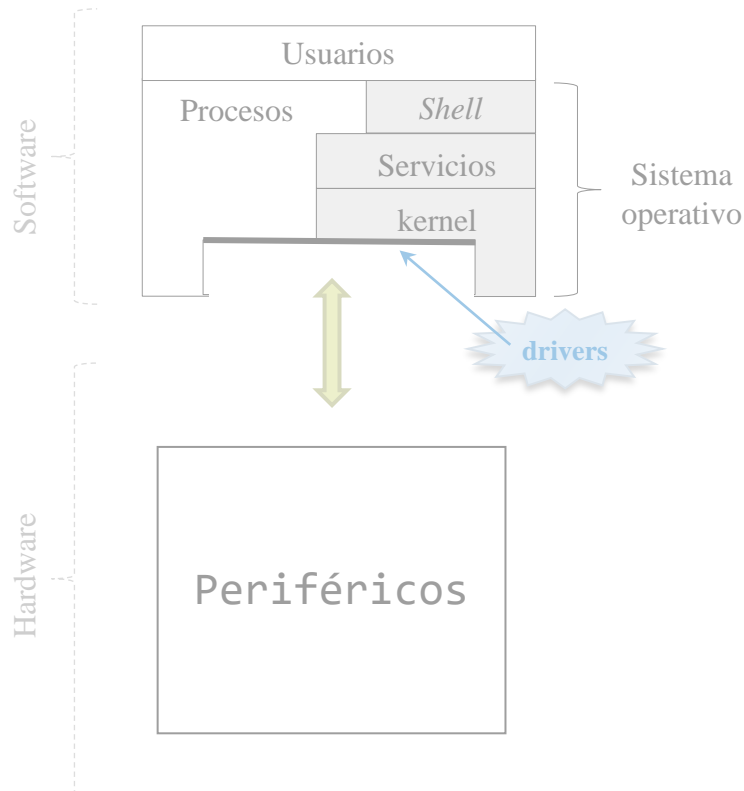 Usuarios
Procesos
Shell
Servicios
kernel
Software
Sistema
operativo
drivers
Hardware
Periféricos